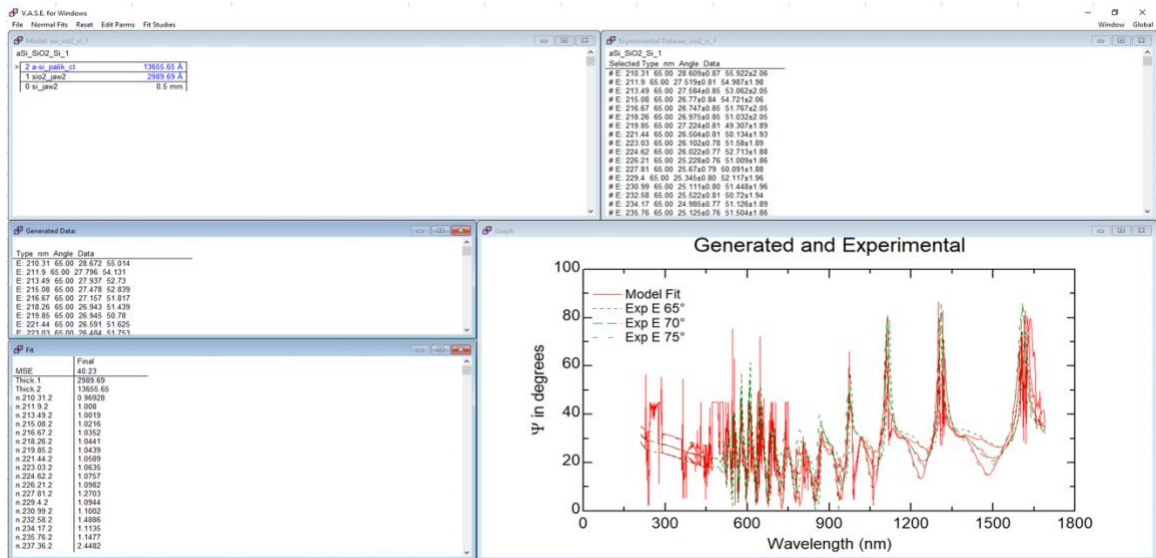 V.A.S.E. for Windows
File Normal Fits Reset Edit Parms Fit Studies Window Global
Model: asi_sio2_si_1
aSi_SiO2_Si_1
2 a-si_palik_cl 13655.65 Å
1 sio2_jaw2 2989.69 Å
0 si_jaw2 0.5 mm
Experimental Data:asi_sio2_si_1
aSi_SiO2_Si_1
Selected Type nm Angle Data
# E: 210.31 65.00 28.609±0.87 55.922±2.06
# E: 211.9 65.00 27.519±0.81 54.987±1.98
# E: 213.49 65.00 27.584±0.85 53.062±2.05
# E: 215.08 65.00 26.77±0.84 54.721±2.06
# E: 216.67 65.00 26.747±0.85 51.767±2.05
# E: 218.26 65.00 26.975±0.85 51.032±2.05
# E: 219.85 65.00 27.224±0.81 49.307±1.89
# E: 221.44 65.00 26.504±0.81 50.134±1.93
# E: 223.03 65.00 26.102±0.78 51.58±1.89
# E: 224.62 65.00 26.022±0.77 52.713±1.88
# E: 226.21 65.00 25.228±0.76 51.009±1.86
# E: 227.81 65.00 25.67±0.79 50.091±1.88
# E: 229.4 65.00 25.345±0.80 52.117±1.96
# E: 230.99 65.00 25.111±0.80 51.448±1.96
# E: 232.58 65.00 25.522±0.81 50.72±1.94
# E: 234.17 65.00 24.985±0.77 51.126±1.89
# E: 235.76 65.00 25.125±0.76 51.504±1.86
Generated Data:
Type nm Angle Data
E: 210.31 65.00 28.672 55.014
E: 211.9 65.00 27.796 54.131
E: 213.49 65.00 27.937 52.73
E: 215.08 65.00 27.478 52.839
E: 216.67 65.00 27.157 51.817
E: 218.26 65.00 26.943 51.439
E: 219.85 65.00 26.945 50.78
E: 221.44 65.00 26.591 51.625
E: 223.03 65.00 26.484 51.753
Fit
Final
MSE 40.23
Thick.1 2989.69
Thick.2 13655.65
n.210.31.2 0.96928
n.211.9.2 1.008
n.213.49.2 1.0019
n.215.08.2 1.0216
n.216.67.2 1.0352
n.218.26.2 1.0441
n.219.85.2 1.0439
n.221.44.2 1.0589
n.223.03.2 1.0635
n.224.62.2 1.0757
n.226.21.2 1.0982
n.227.81.2 1.2703
n.229.4.2 1.0944
n.230.99.2 1.1002
n.232.58.2 1.4886
n.234.17.2 1.1135
n.235.76.2 1.1477
n.237.36.2 2.4482
Graph
Generated and Experimental
Model Fit
Exp E 65°
Exp E 70°
Exp E 75°
Ψ in degrees
100
80
60
40
20
0
0 300 600 900 1200 1500 1800
Wavelength (nm)